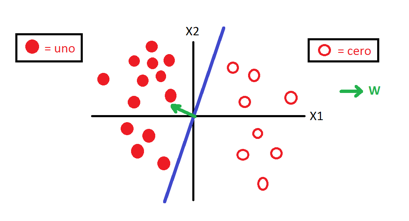 X2
= uno
= cero
W
X1